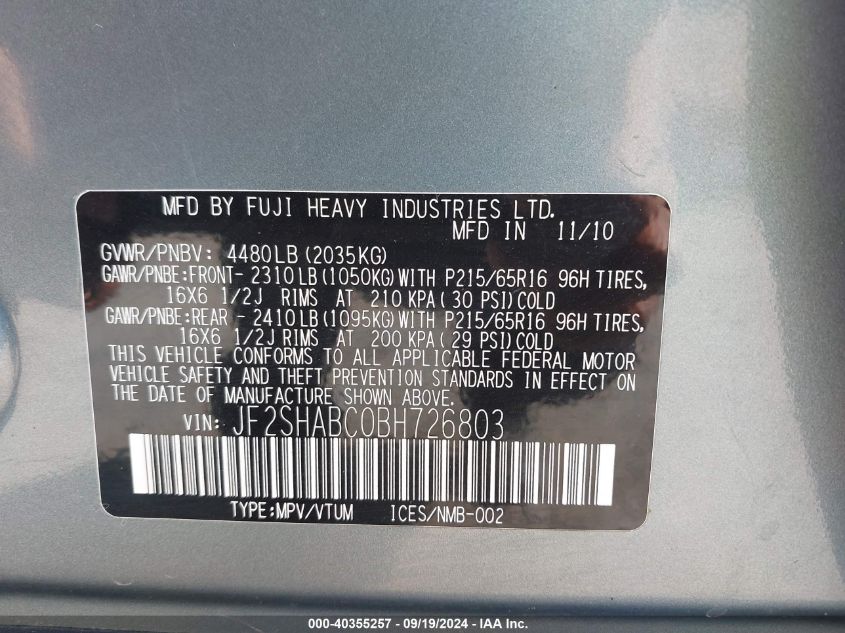 MFD BY FUJI HEAVY INDUSTRIES LTD.
MFD IN 11/10
GVWR/PNBV: 4480LB(2035KG)
GAWR/PNBE:FRONT- 2310LB(1050KG)WITH P215/65R16 96H TIRES,
16X6 1/2J RIMS AT 210 KPA(30 PSI)COLD
GAWR/PNBE:REAR - 2410LB(1095KG)WITH P215/65R16 96H TIRES,
16X6 1/2J RIMS AT 200 KPA(29 PSI)COLD
THIS VEHICLE CONFORMS TO ALL APPLICABLE FEDERAL MOTOR
VEHICLE SAFETY AND THEFT PREVENTION STANDARDS IN EFFECT ON
THE DATE OF MANUFACTURE SHOWN ABOVE.
VIN: JF2SHABC0BH726803
TYPE:MPV/VTUM ICES/NMB-002
000-40355257 - 09/19/2024 - IAA Inc.